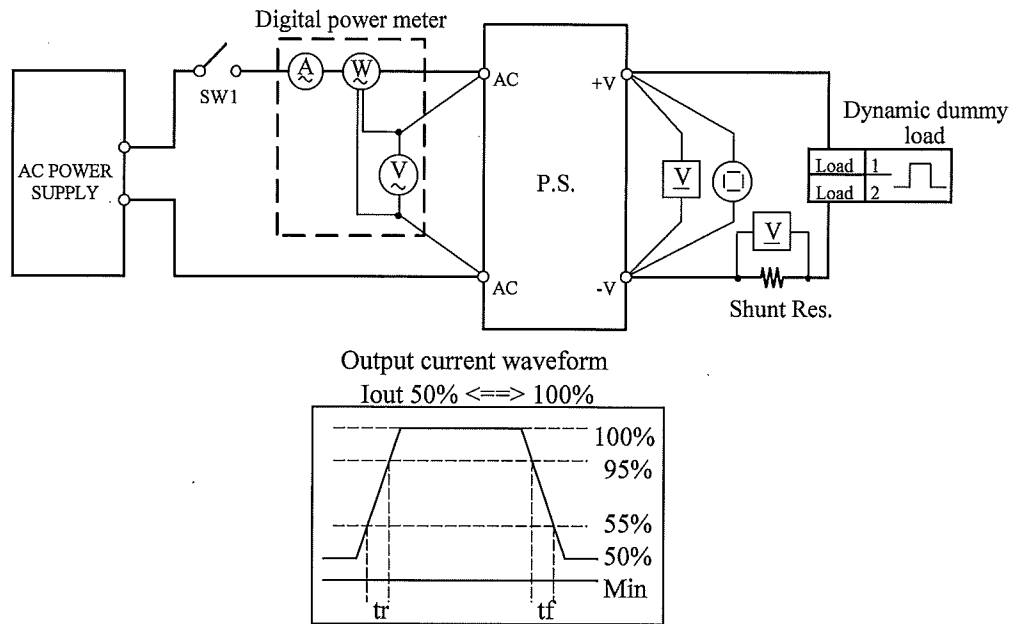 Digital power meter
A
W
SW1
AC
+V
Dynamic dummy
load
AC POWER
SUPPLY
V
P.S.
V
Load 1
Load 2
V
AC
-V
Shunt Res.
Output current waveform
Iout 50% <==> 100%
100%
95%
55%
50%
Min
tr
tf